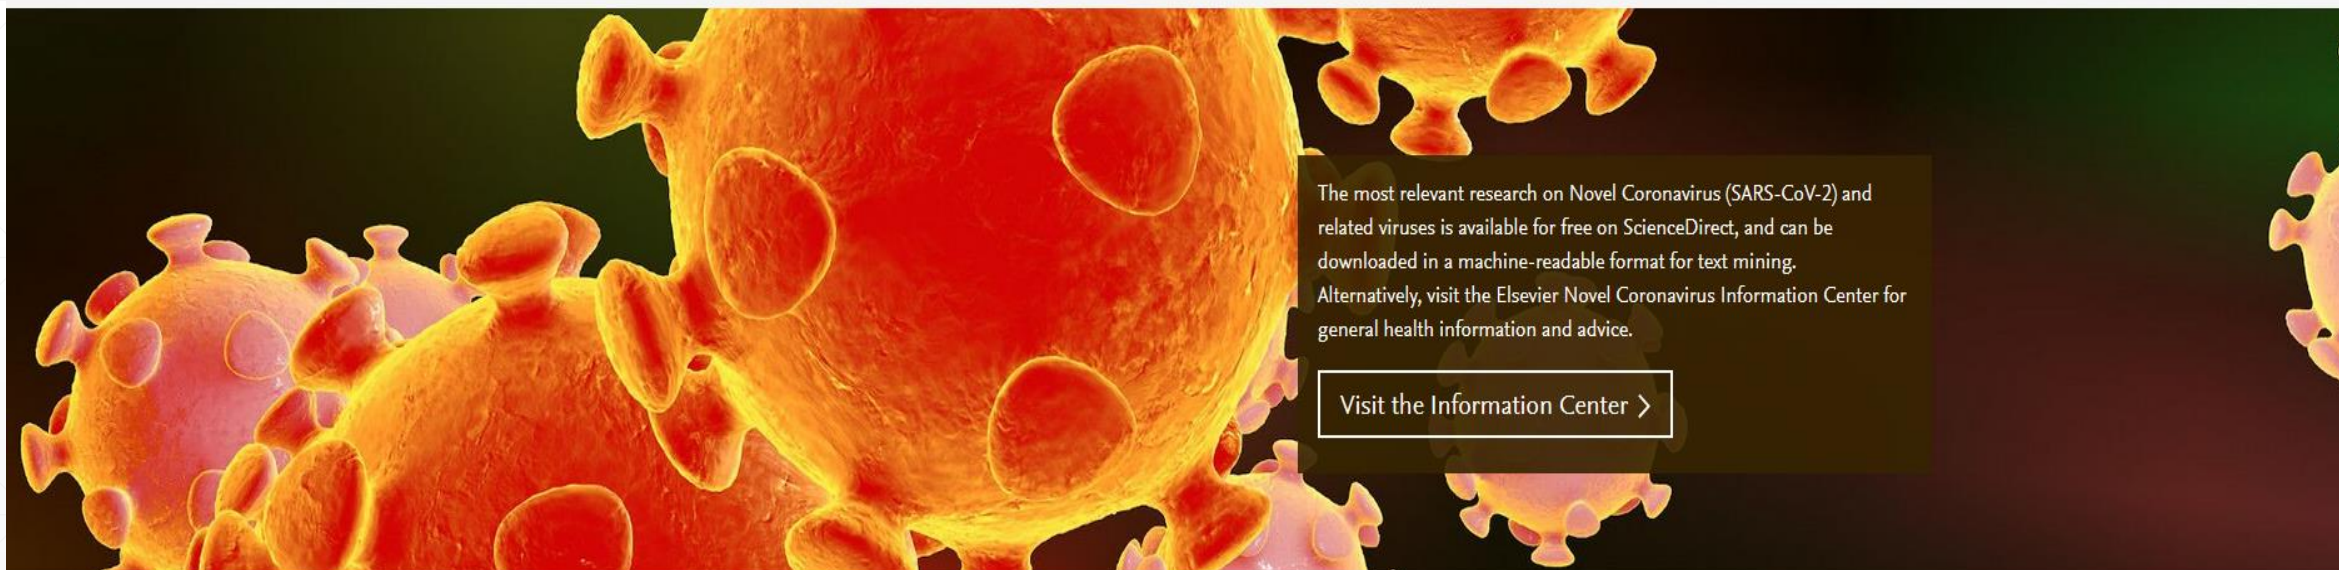 The most relevant research on Novel Coronavirus (SARS-CoV-2) and
related viruses is available for free on ScienceDirect, and can be
downloaded in a machine-readable format for text mining.
Alternatively, visit the Elsevier Novel Coronavirus Information Center for
general health information and advice.
Visit the Information Center >